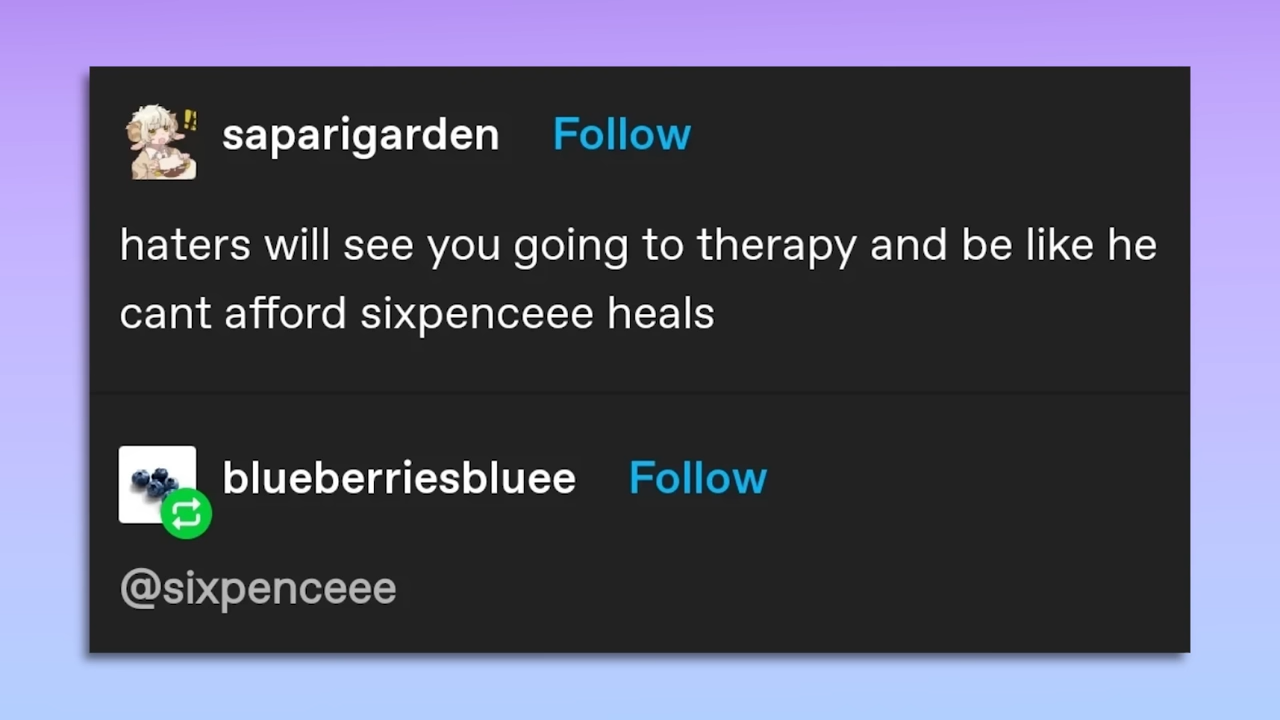 saparigarden Follow
haters will see you going to therapy and be like he
cant afford sixpenceee heals
blueberriesbluee Follow
@sixpenceee